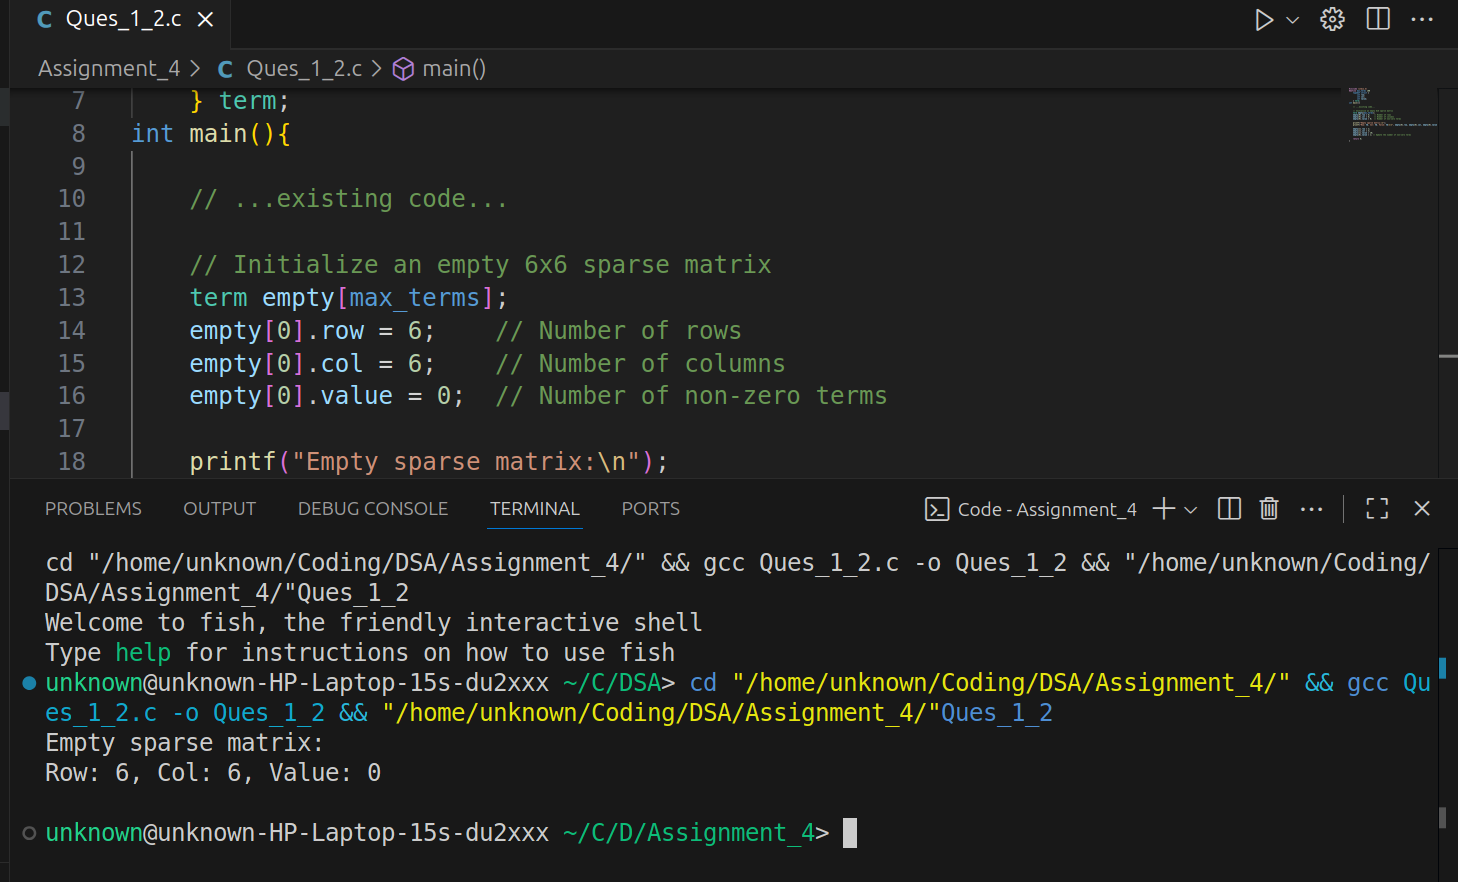 C Ques_1_2.c
Assignment_4 > C Ques_1_2.c > main()
7 } term;
8 int main(){
9
10 // ...existing code...
11
12 // Initialize an empty 6x6 sparse matrix
13 term empty[max_terms];
14 empty[0].row = 6; // Number of rows
15 empty[0].col = 6; // Number of columns
16 empty[0].value = 0; // Number of non-zero terms
17
18 printf("Empty sparse matrix:\n");
PROBLEMS OUTPUT DEBUG CONSOLE TERMINAL PORTS Code - Assignment_4
cd "/home/unknown/Coding/DSA/Assignment_4/" && gcc Ques_1_2.c -o Ques_1_2 && "/home/unknown/Coding/
DSA/Assignment_4/"Ques_1_2
Welcome to fish, the friendly interactive shell
Type help for instructions on how to use fish
unknown@unknown-HP-Laptop-15s-du2xxx ~/C/DSA> cd "/home/unknown/Coding/DSA/Assignment_4/" && gcc Qu
es_1_2.c -o Ques_1_2 && "/home/unknown/Coding/DSA/Assignment_4/"Ques_1_2
Empty sparse matrix:
Row: 6, Col: 6, Value: 0
unknown@unknown-HP-Laptop-15s-du2xxx ~/C/D/Assignment_4>